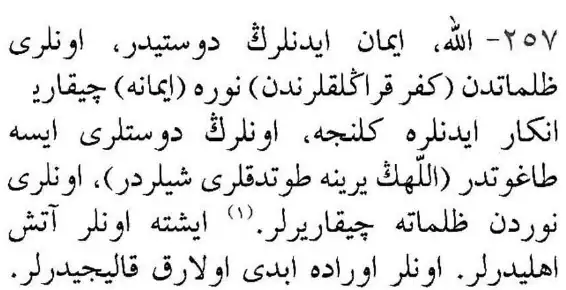 ٢٥٧- الله، ايمان ايدنلرڭ دوستيدر، اونلرى
ظلماتدن (كفر قراڭلقلرندن) نوره (ايمانه) چيقارير
انكار ايدنلره كلنجه، اونلرڭ دوستلرى ايسه
طاغوتدر (اللّهڭ يرينه طوتدقلرى شيلردر)، اونلرى
نوردن ظلماته چيقاريرلر.(١) ايشته اونلر آتش
اهليدرلر. اونلر اوراده ابدى اولارق قاليجيدرلر.